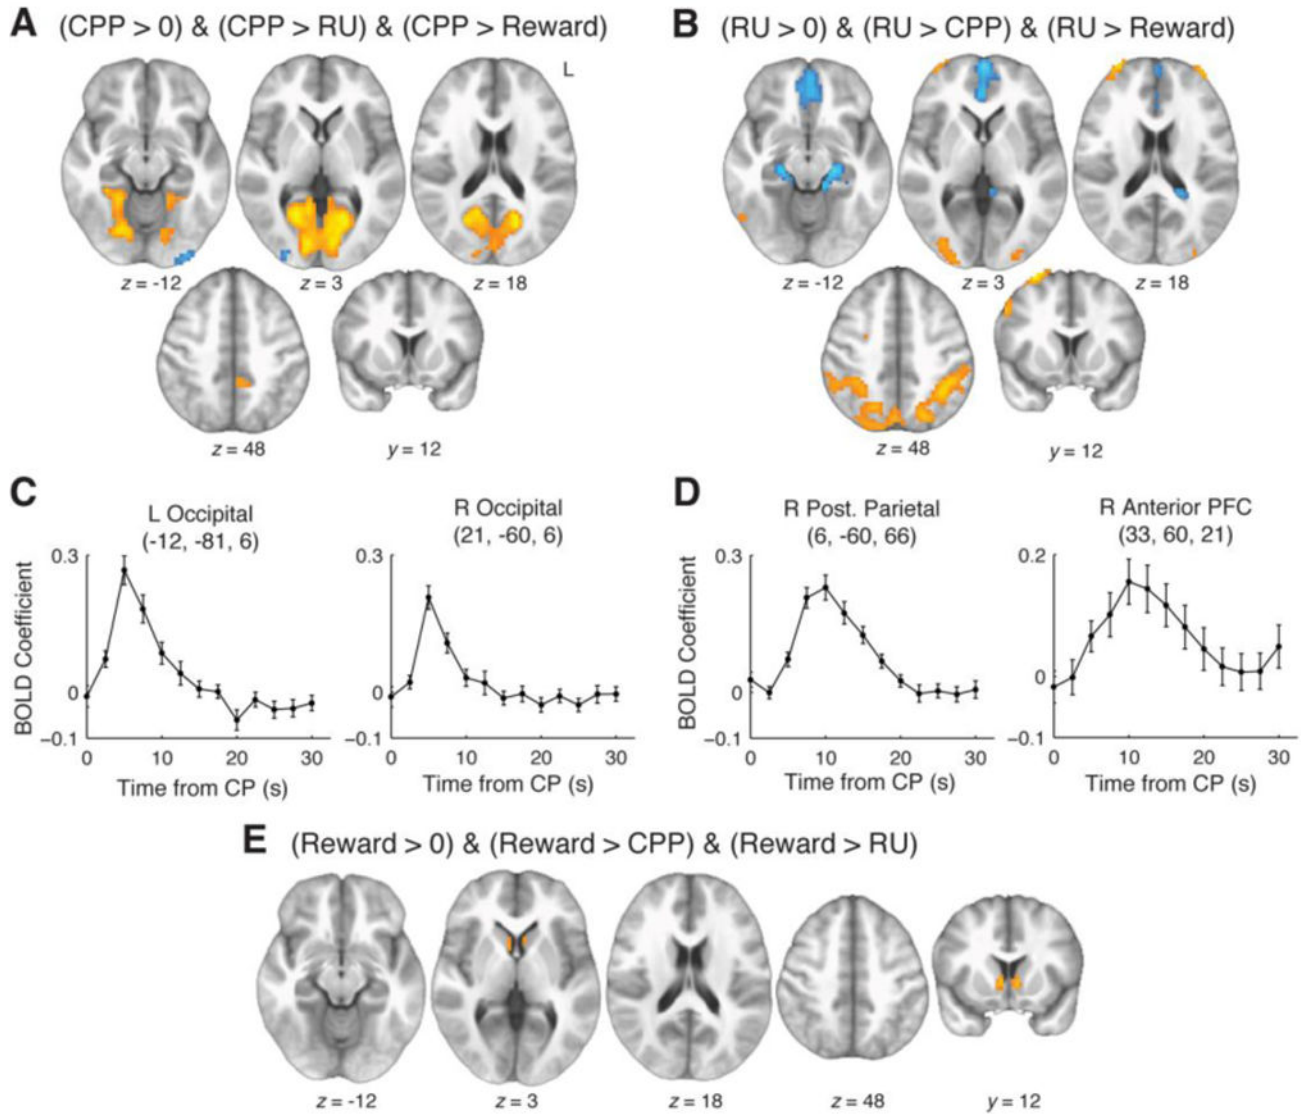 A (CPP > 0) & (CPP > RU) & (CPP > Reward)
L
z = -12
z = 3
z = 18
z = 48
y = 12
B (RU > 0) & (RU > CPP) & (RU > Reward)
z = -12
z = 3
z = 18
z = 48
y = 12
C
L Occipital
(-12, -81, 6)
BOLD Coefficient
0.3
0
−0.1
0 10 20 30
Time from CP (s)
R Occipital
(21, -60, 6)
0.3
0
−0.1
0 10 20 30
Time from CP (s)
D
R Post. Parietal
(6, -60, 66)
BOLD Coefficient
0.3
0
−0.1
0 10 20 30
Time from CP (s)
R Anterior PFC
(33, 60, 21)
0.2
0
−0.1
0 10 20 30
Time from CP (s)
E (Reward > 0) & (Reward > CPP) & (Reward > RU)
z = -12
z = 3
z = 18
z = 48
y = 12